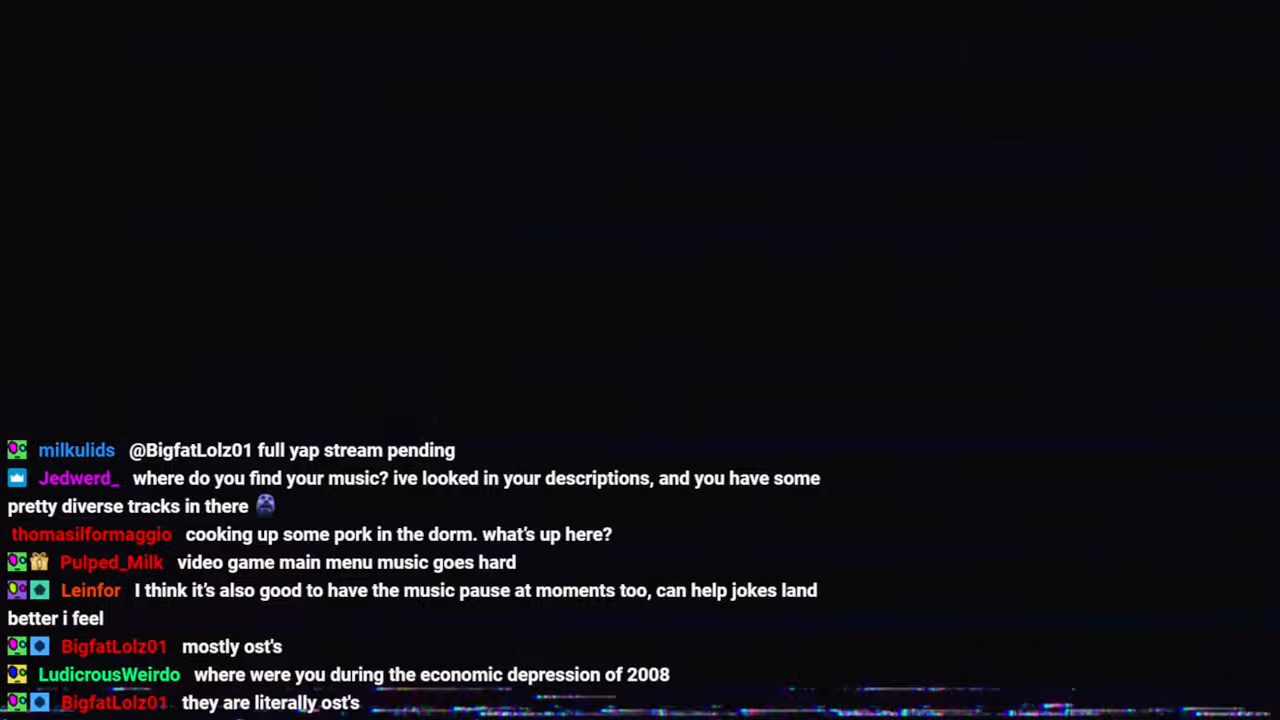 milkulids @BigfatLolz01 full yap stream pending
Jedwerd_ where do you find your music? ive looked in your descriptions, and you have some
pretty diverse tracks in there
thomasilformaggio cooking up some pork in the dorm. what’s up here?
Pulped_Milk video game main menu music goes hard
Leinfor I think it’s also good to have the music pause at moments too, can help jokes land
better i feel
BigfatLolz01 mostly ost's
LudicrousWeirdo where were you during the economic depression of 2008
BigfatLolz01 they are literally ost's